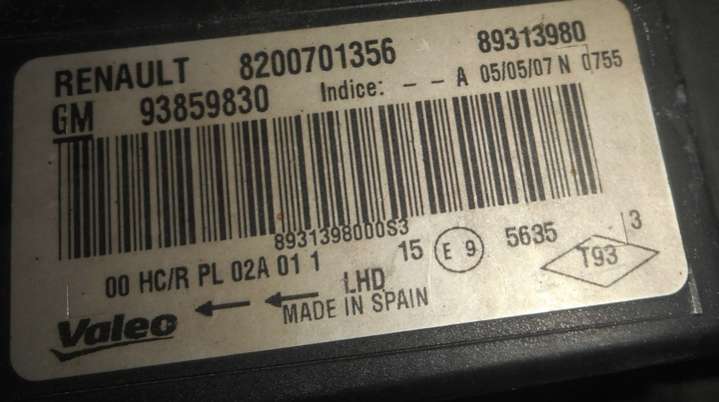 RENAULT 8200701356 89313980
GM 93859830 Indice: - - A 05/05/07 N 0755
8931398000S3
00 HC/R PL 02A 01 1 15 E 9 5635 3
LHD T93
Valeo MADE IN SPAIN